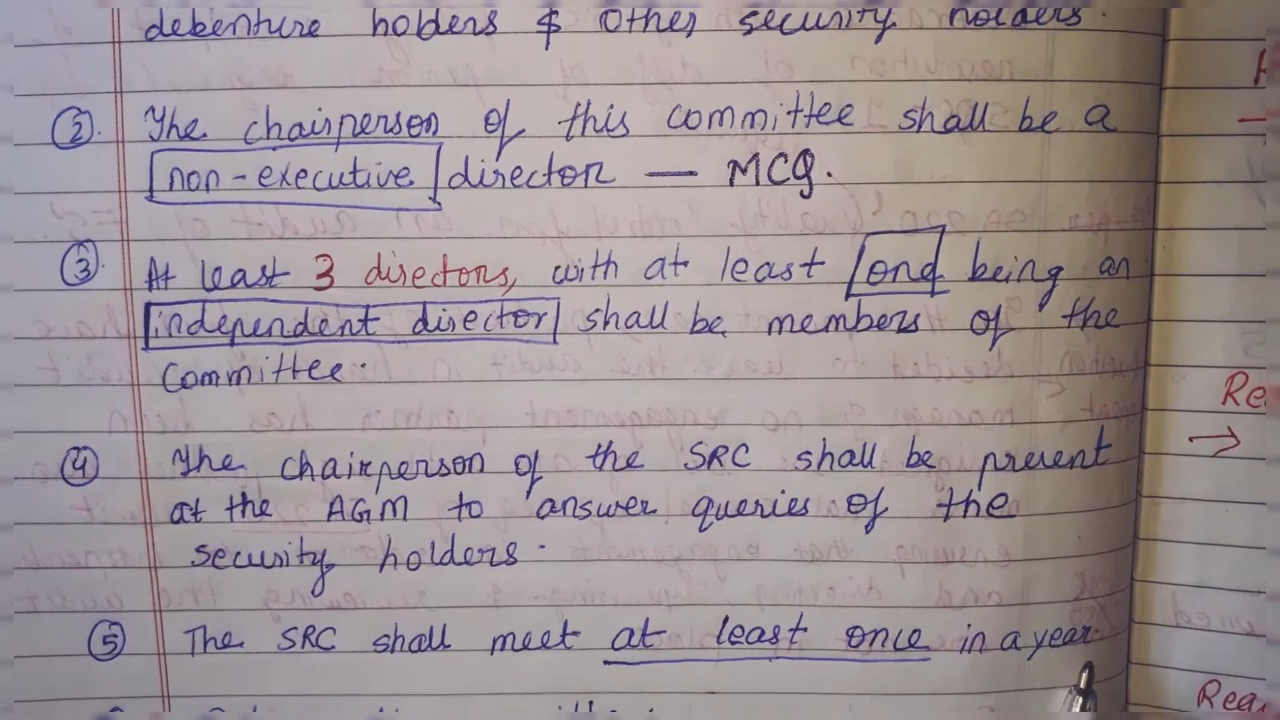 debenture holders & other security holders.
② The chairperson of this committee shall be a
non-executive director — MCQ.
③ At least 3 directors, with at least one being an
independent director shall be members of the
committee.
④ The chairperson of the SRC shall be present
at the AGM to answer queries of the
security holders.
⑤ The SRC shall meet at least once in a year.
Re
→
Rea